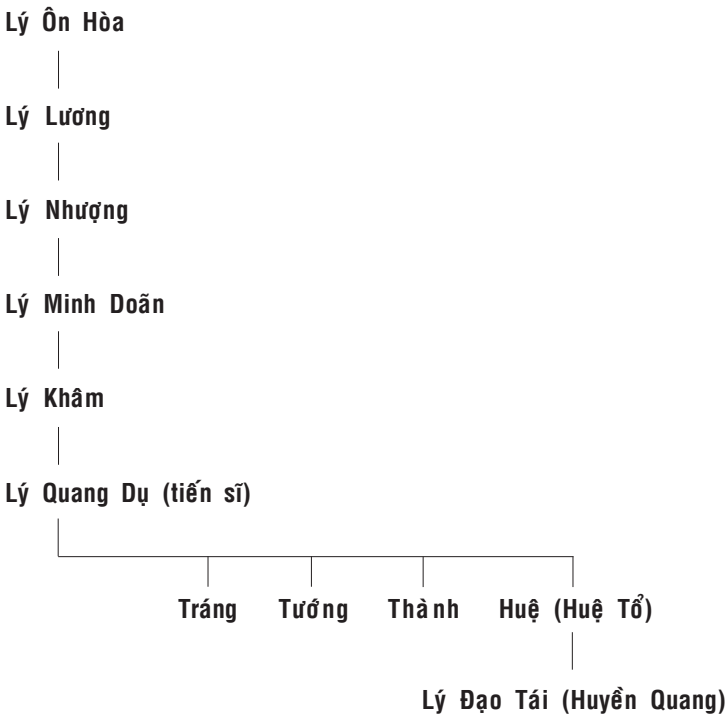 Lý Ôn Hòa
Lý Lương
Lý Nhượng
Lý Minh Doãn
Lý Khâm
Lý Quang Dụ (tiến sĩ)
Tráng Tướng Thành Huệ (Huệ Tổ)
Lý Đạo Tái (Huyền Quang)